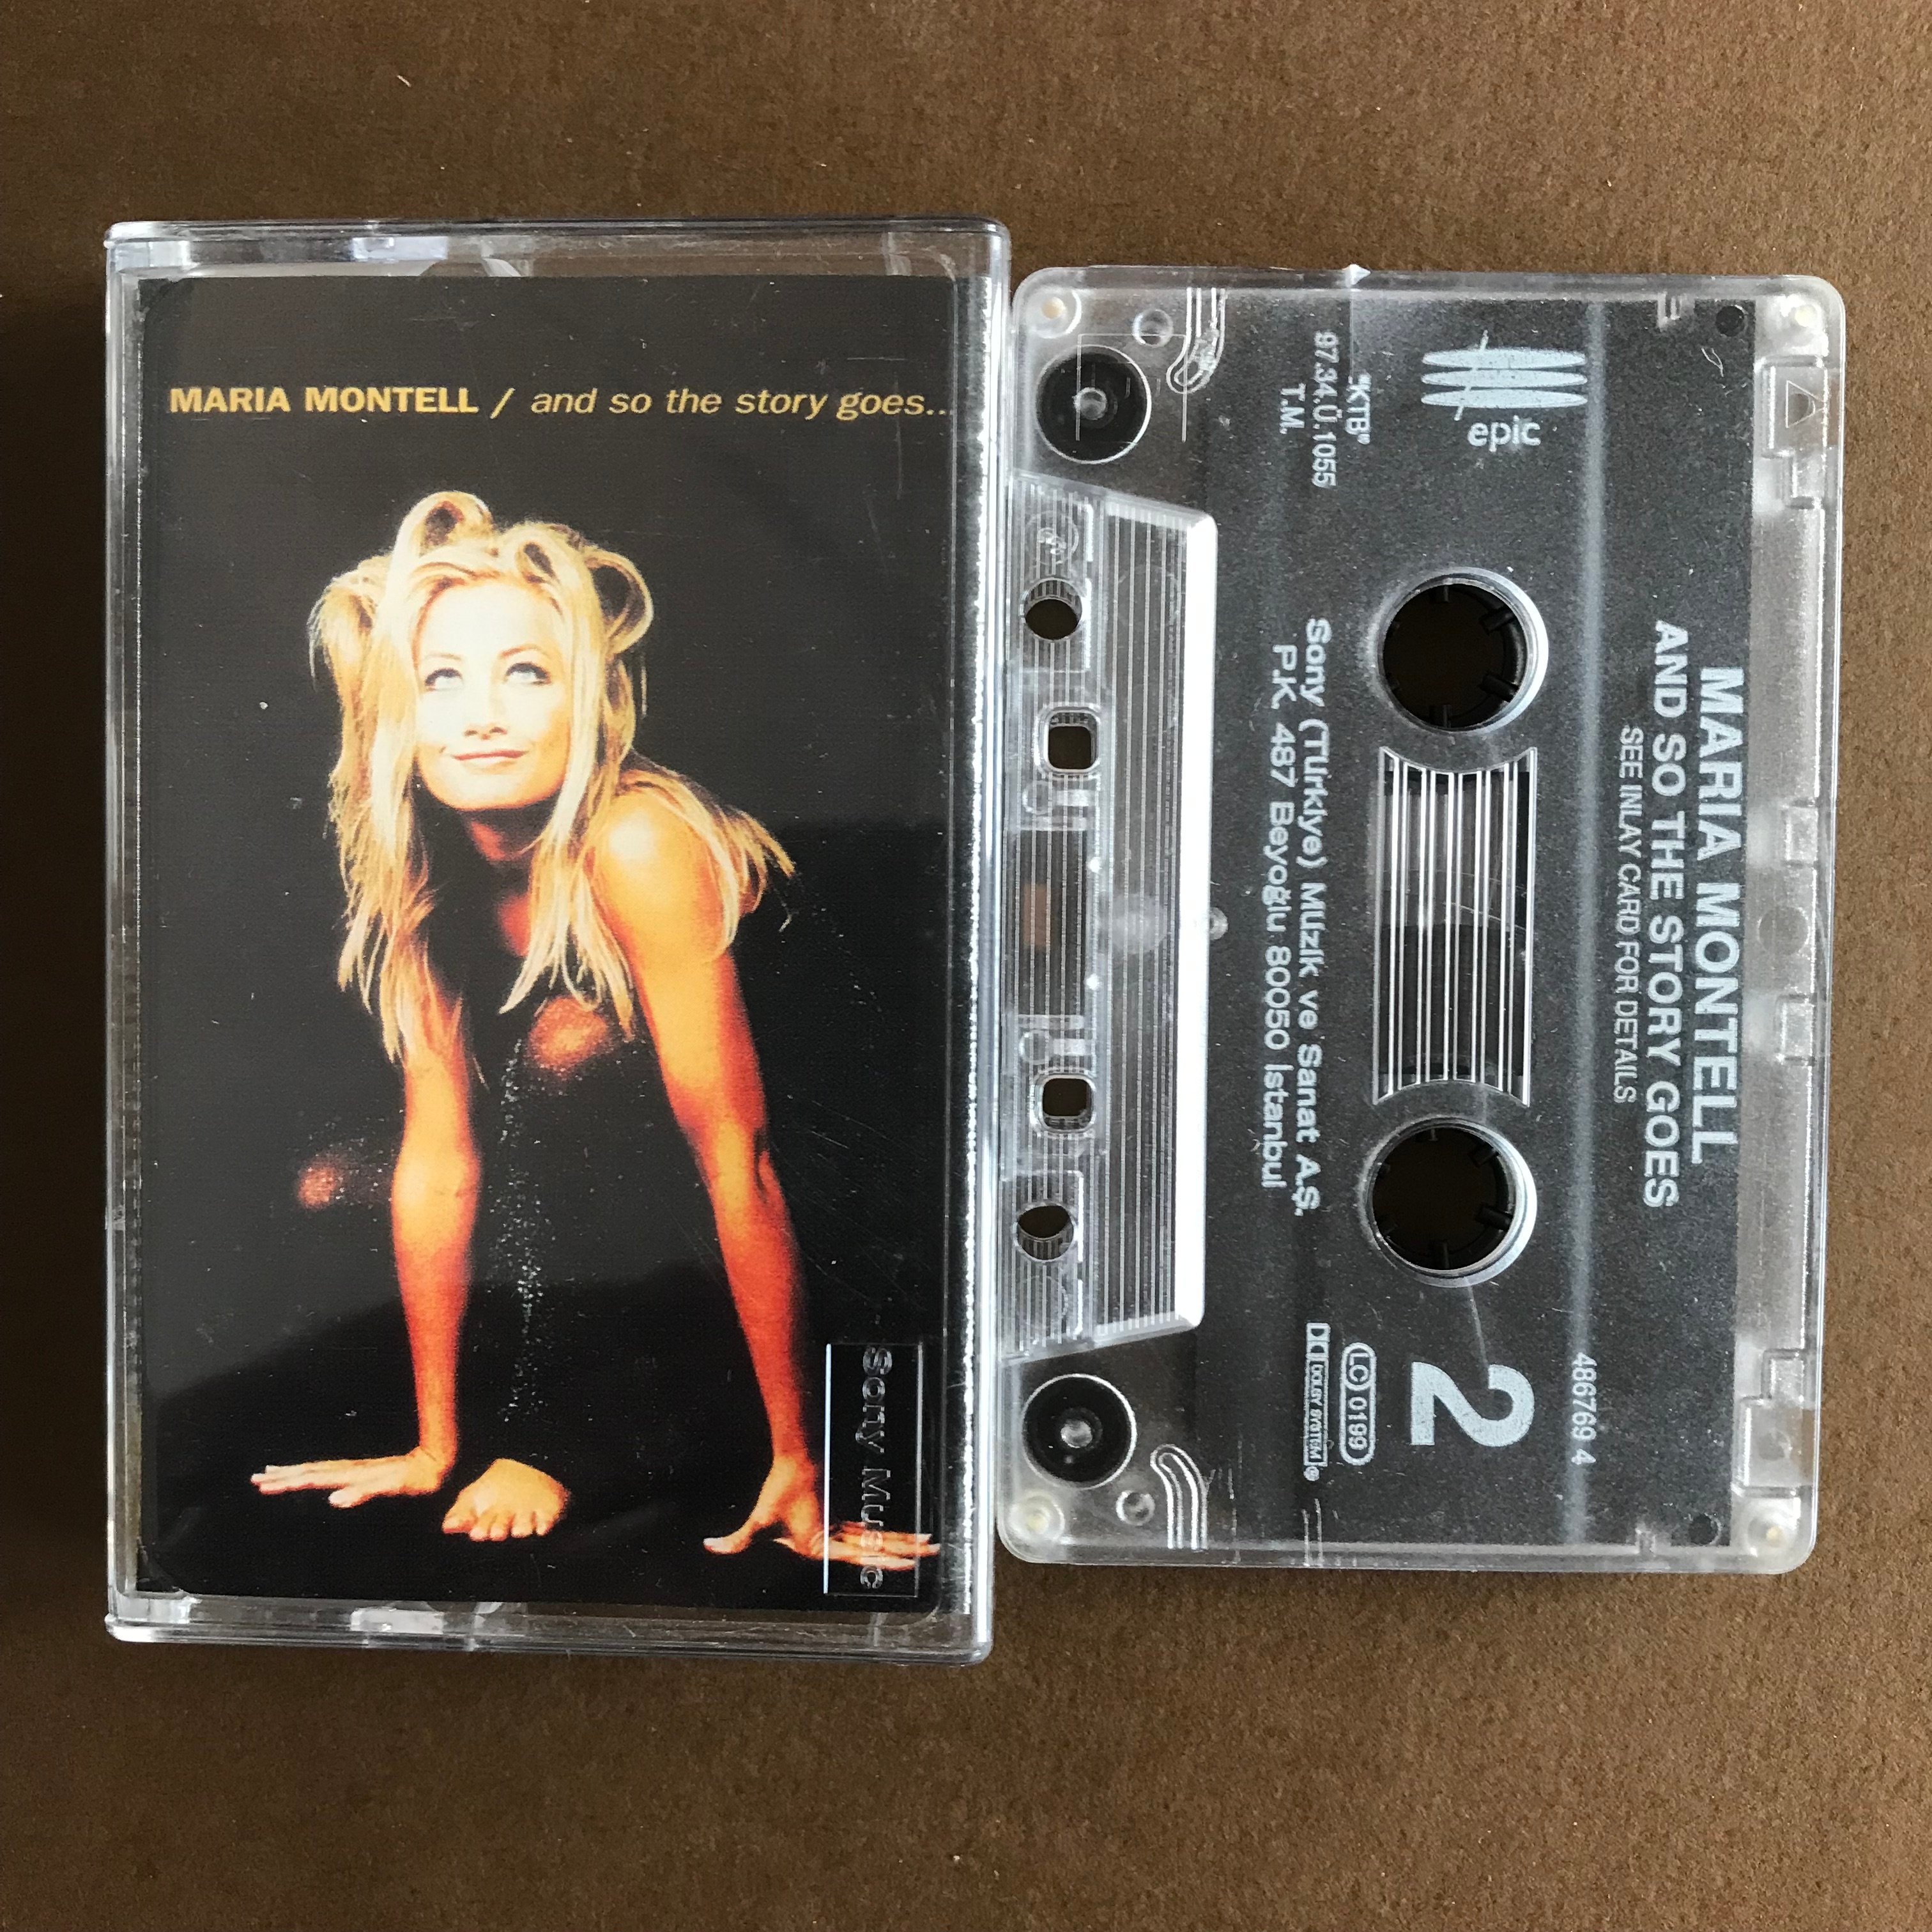 MARIA MONTELL / and so the story goes...
Sony Music
MARIA MONTELL
AND SO THE STORY GOES
SEE INLAY CARD FOR DETAILS
486769 4
epic
2
"KTB"
97.34.Ü.1055
T.M.
LC 0199
DOLBY SYSTEM ®
Sony (Türkiye) Müzik ve Sanat A.Ş.
P.K. 487 Beyoğlu 80050 İstanbul